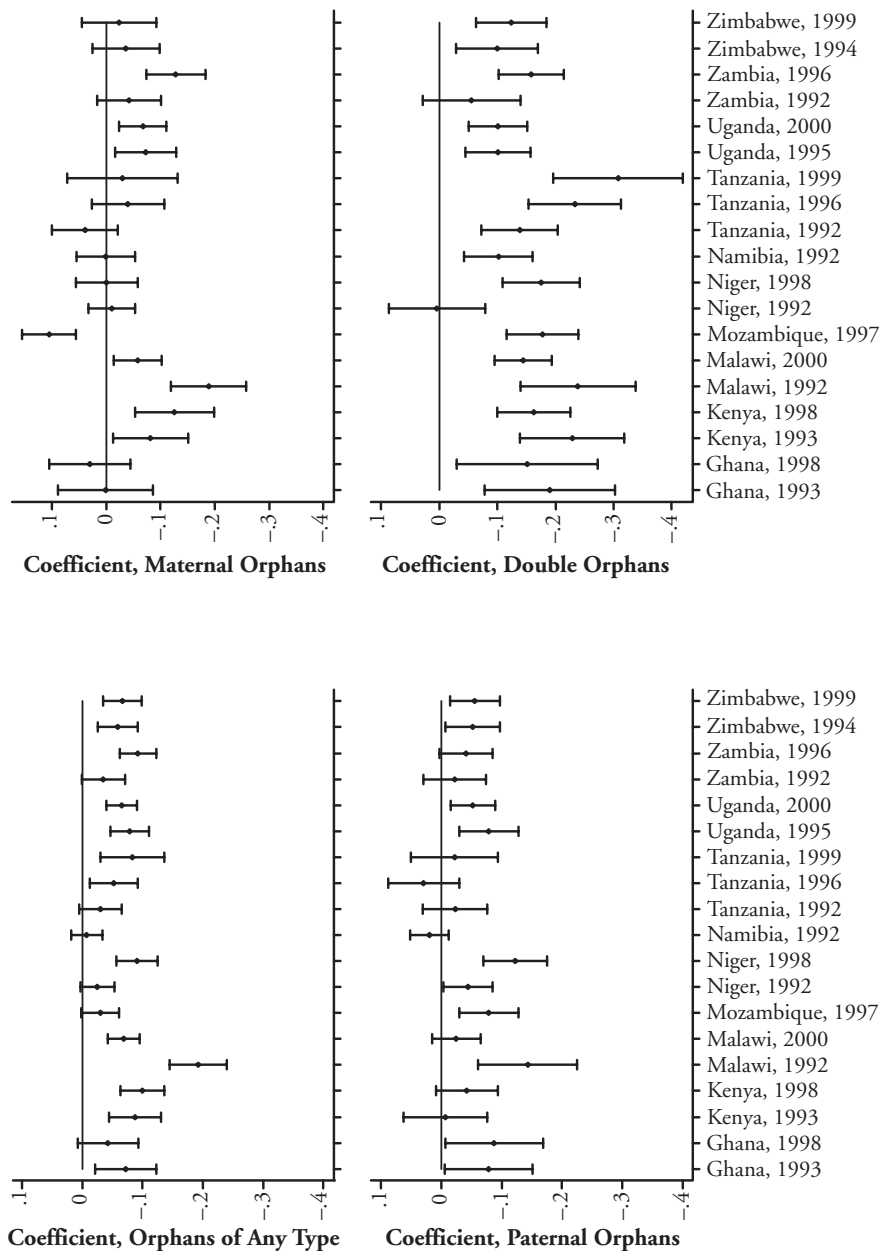 Zimbabwe, 1999
Zimbabwe, 1994
Zambia, 1996
Zambia, 1992
Uganda, 2000
Uganda, 1995
Tanzania, 1999
Tanzania, 1996
Tanzania, 1992
Namibia, 1992
Niger, 1998
Niger, 1992
Mozambique, 1997
Malawi, 2000
Malawi, 1992
Kenya, 1998
Kenya, 1993
Ghana, 1998
Ghana, 1993
.1 0 –.1 –.2 –.3 –.4 .1 0 –.1 –.2 –.3 –.4
Coefficient, Maternal Orphans Coefficient, Double Orphans
Zimbabwe, 1999
Zimbabwe, 1994
Zambia, 1996
Zambia, 1992
Uganda, 2000
Uganda, 1995
Tanzania, 1999
Tanzania, 1996
Tanzania, 1992
Namibia, 1992
Niger, 1998
Niger, 1992
Mozambique, 1997
Malawi, 2000
Malawi, 1992
Kenya, 1998
Kenya, 1993
Ghana, 1998
Ghana, 1993
.1 0 –.1 –.2 –.3 –.4 .1 0 –.1 –.2 –.3 –.4
Coefficient, Orphans of Any Type Coefficient, Paternal Orphans